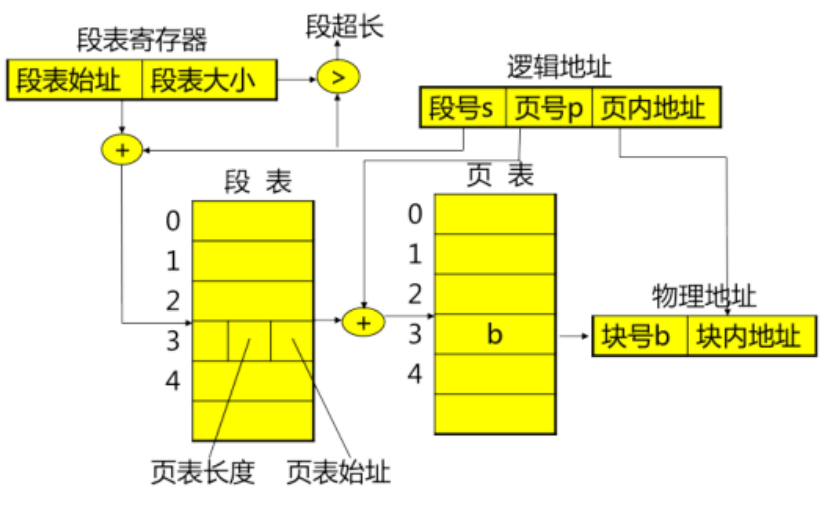 段超长
段表寄存器
段表始址 段表大小
>
逻辑地址
段号s 页号p 页内地址
+
段 表
页 表
0
1
2
3
4
0
1
2
3
4
+
b
物理地址
块号b 块内地址
页表长度 页表始址